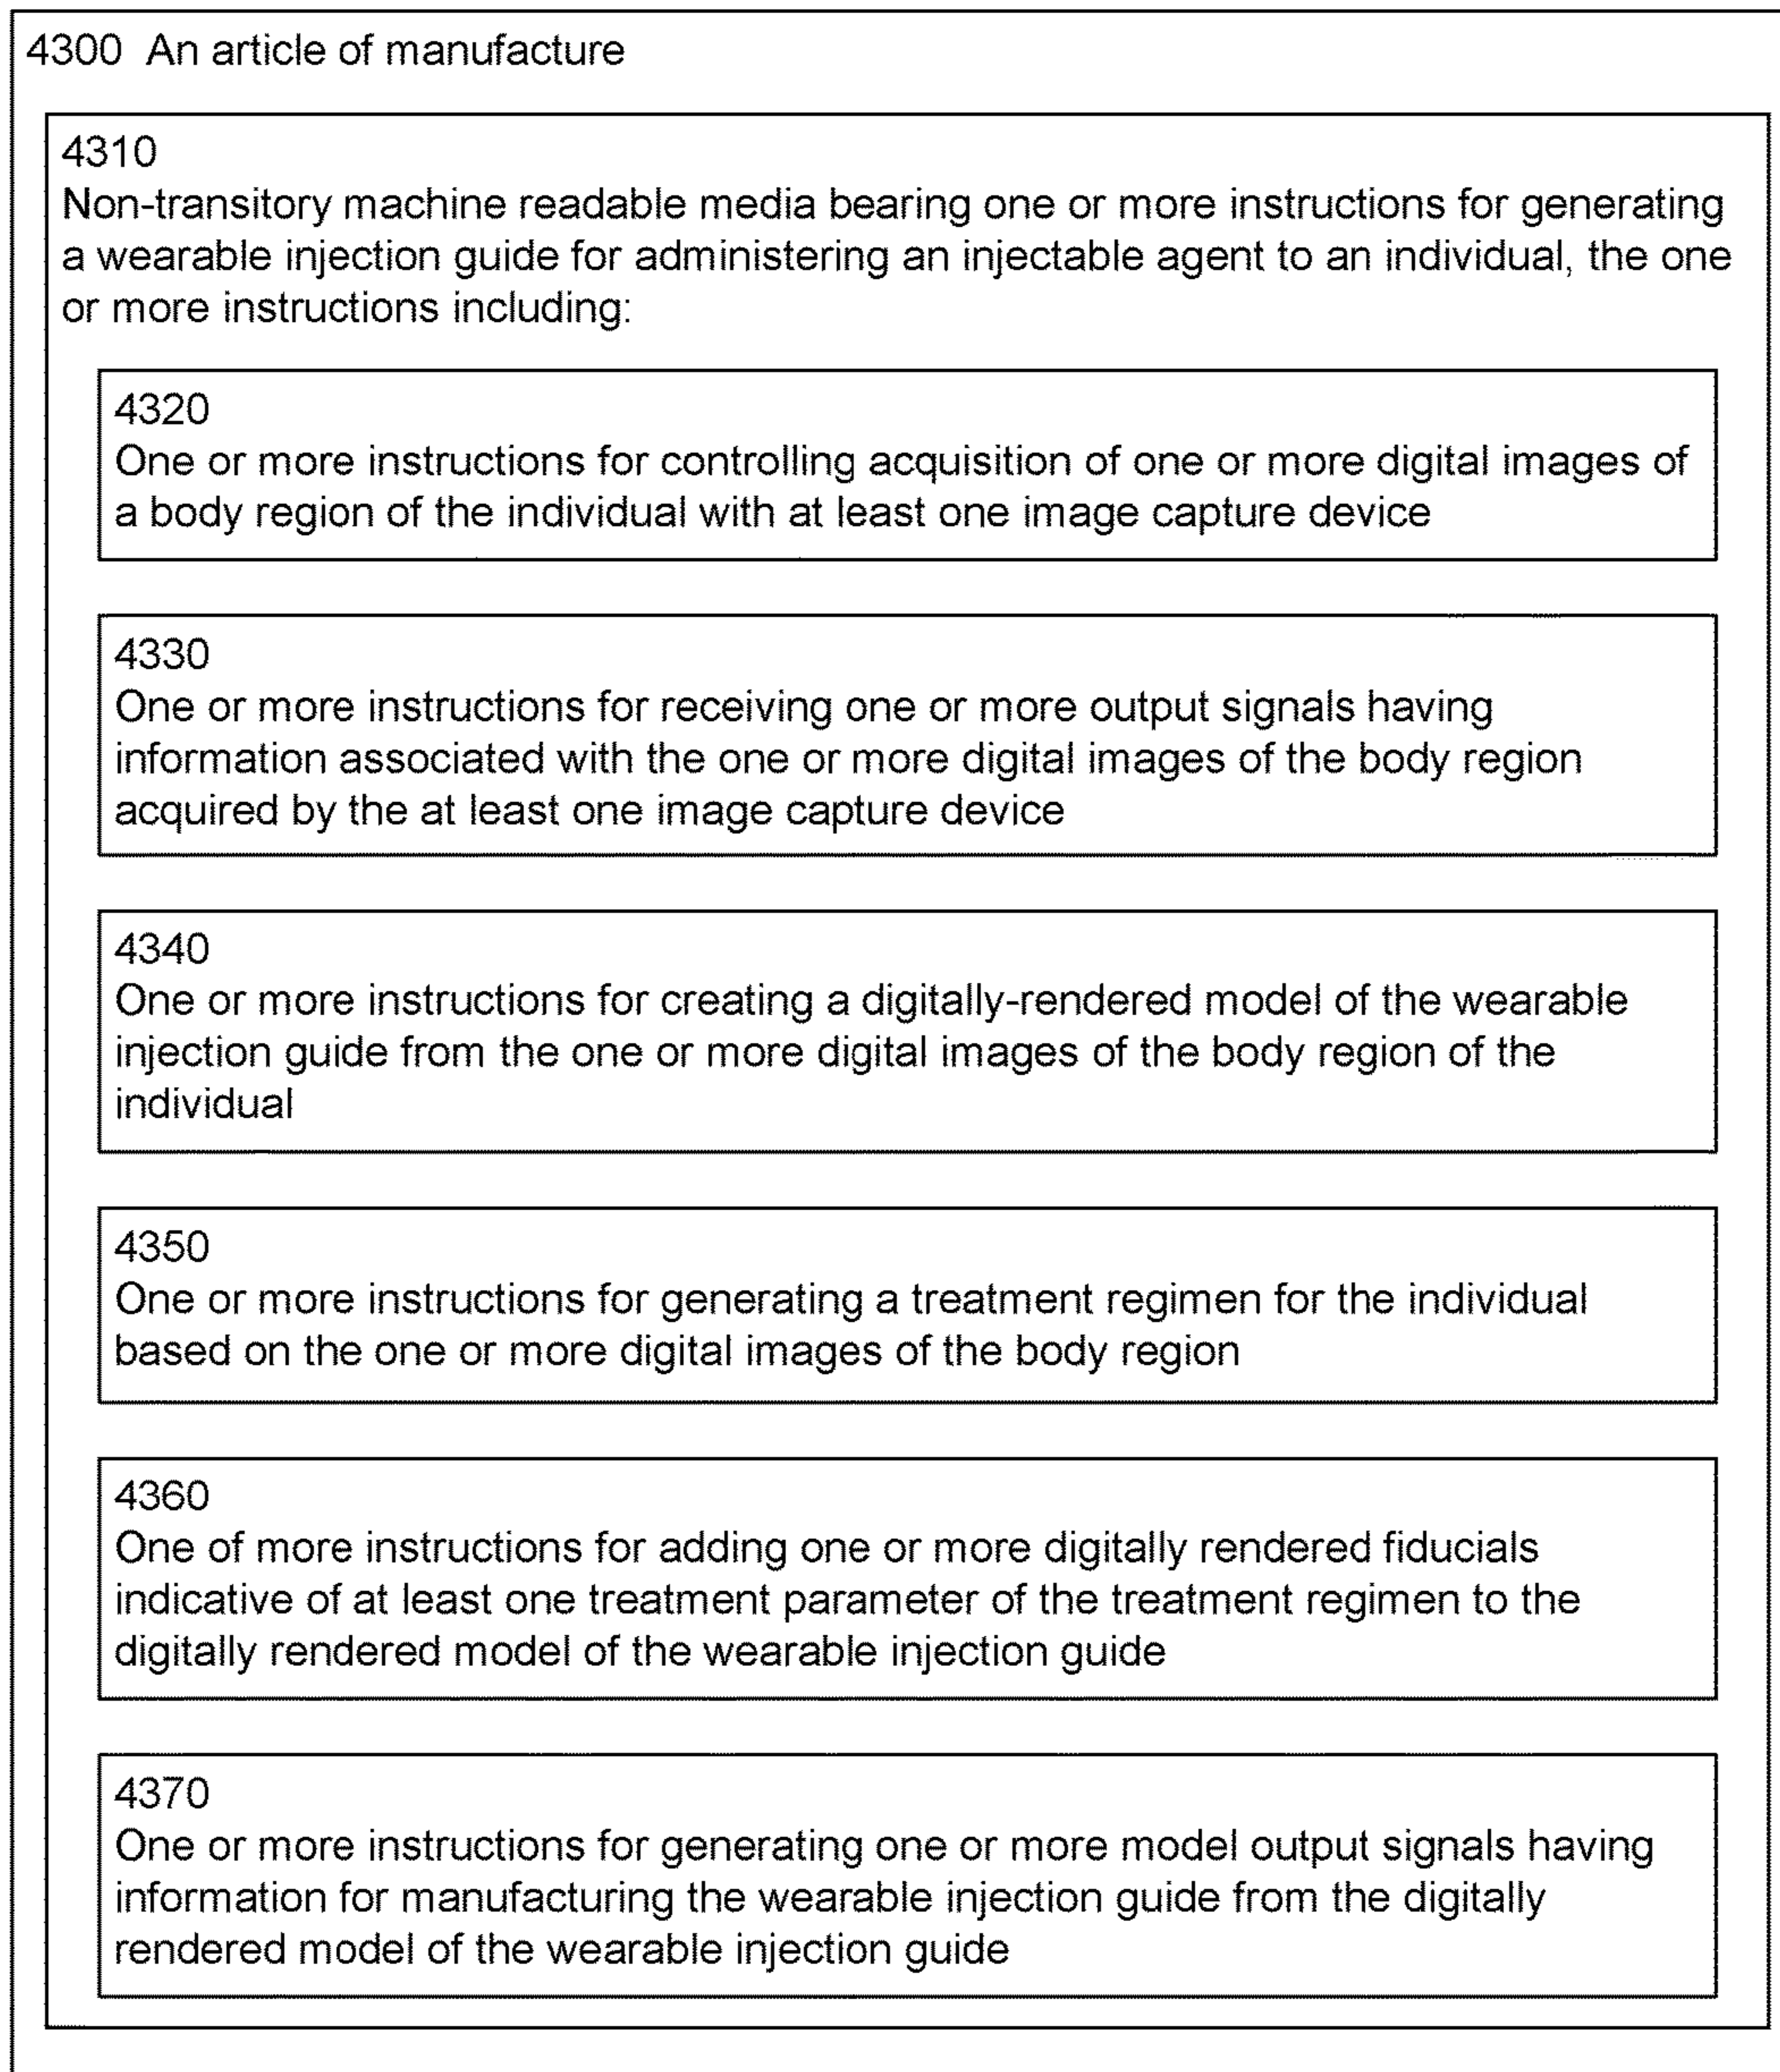 4300 An article of manufacture
4310
Non-transitory machine readable media bearing one or more instructions for generating
a wearable injection guide for administering an injectable agent to an individual, the one
or more instructions including:
4320
One or more instructions for controlling acquisition of one or more digital images of
a body region of the individual with at least one image capture device
4330
One or more instructions for receiving one or more output signals having
information associated with the one or more digital images of the body region
acquired by the at least one image capture device
4340
One or more instructions for creating a digitally-rendered model of the wearable
injection guide from the one or more digital images of the body region of the
individual
4350
One or more instructions for generating a treatment regimen for the individual
based on the one or more digital images of the body region
4360
One of more instructions for adding one or more digitally rendered fiducials
indicative of at least one treatment parameter of the treatment regimen to the
digitally rendered model of the wearable injection guide
4370
One or more instructions for generating one or more model output signals having
information for manufacturing the wearable injection guide from the digitally
rendered model of the wearable injection guide